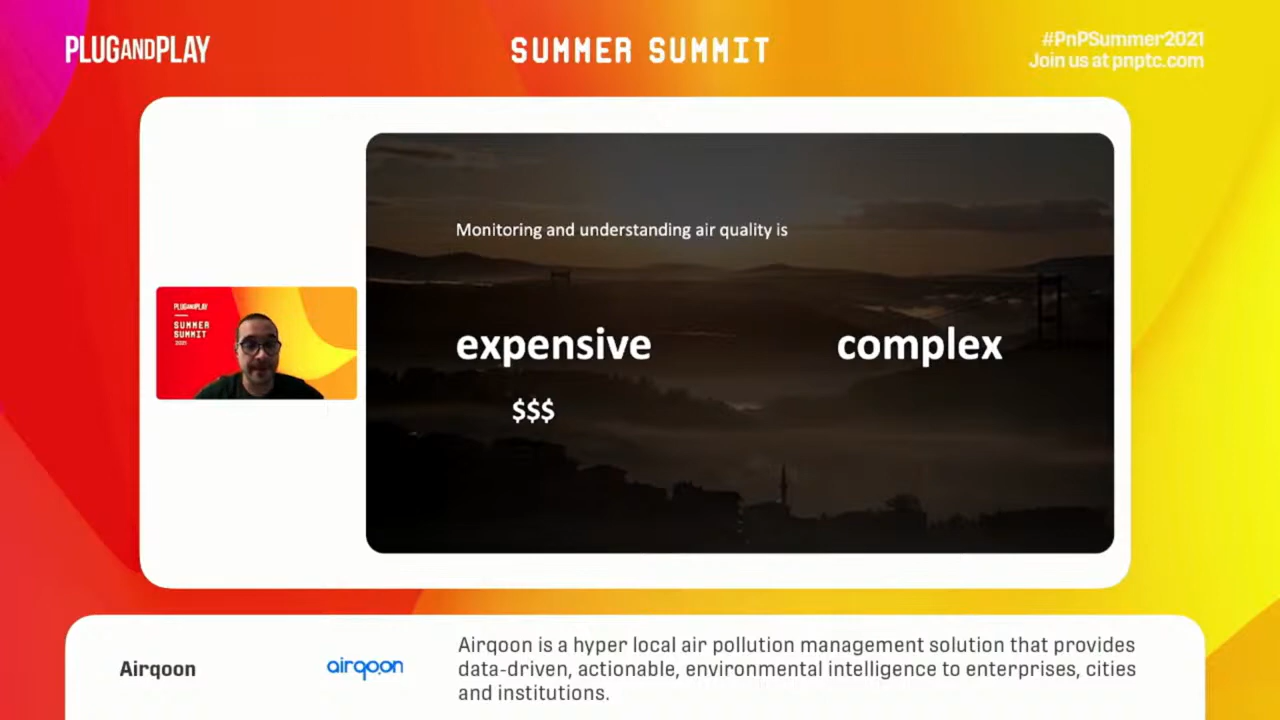 PLUGANDPLAY
SUMMER SUMMIT
#PnPSummer2021
Join us at pnptc.com
Monitoring and understanding air quality is
expensive
complex
$$$
PLUGANDPLAY
SUMMER
SUMMIT
2021
Airqoon
airqoon
Airqoon is a hyper local air pollution management solution that provides
data-driven, actionable, environmental intelligence to enterprises, cities
and institutions.